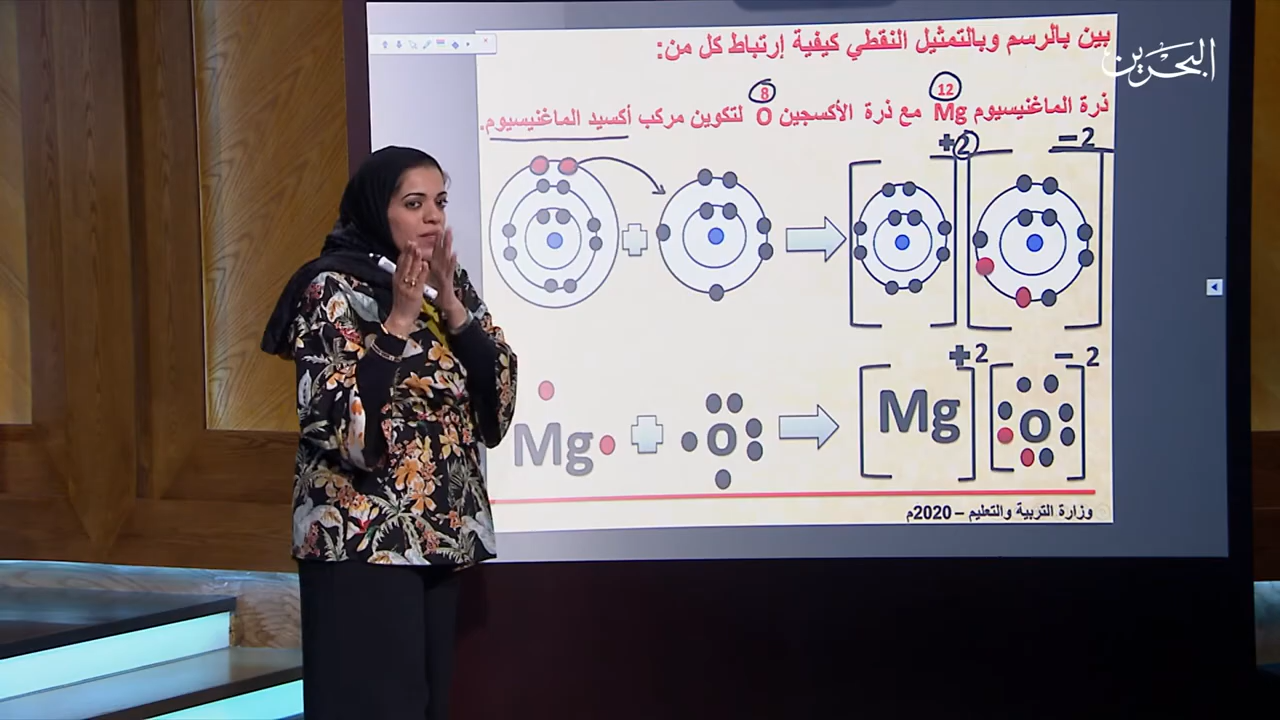 البحرين
بين بالرسم وبالتمثيل النقطي كيفية إرتباط كل من:
12 8
ذرة الماغنيسيوم Mg مع ذرة الأكسجين O لتكوين مركب أكسيد الماغنيسيوم.
+2 -2
+2 -2
Mg O Mg O
وزارة التربية والتعليم – 2020م